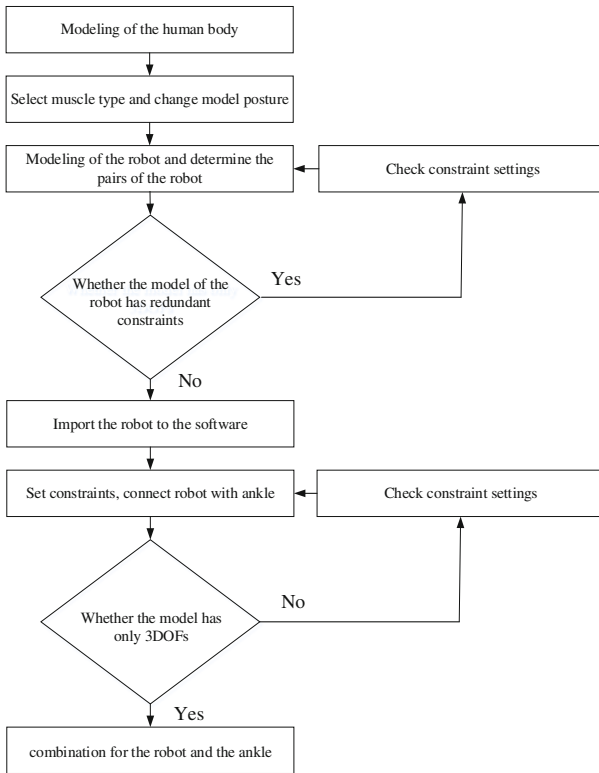 Modeling of the human body
Select muscle type and change model posture
Modeling of the robot and determine the
pairs of the robot
Check constraint settings
Whether the model of the
robot has redundant
constraints
Yes
No
Import the robot to the software
Set constraints, connect robot with ankle
Check constraint settings
Whether the model has
only 3DOFs
No
Yes
combination for the robot and the ankle